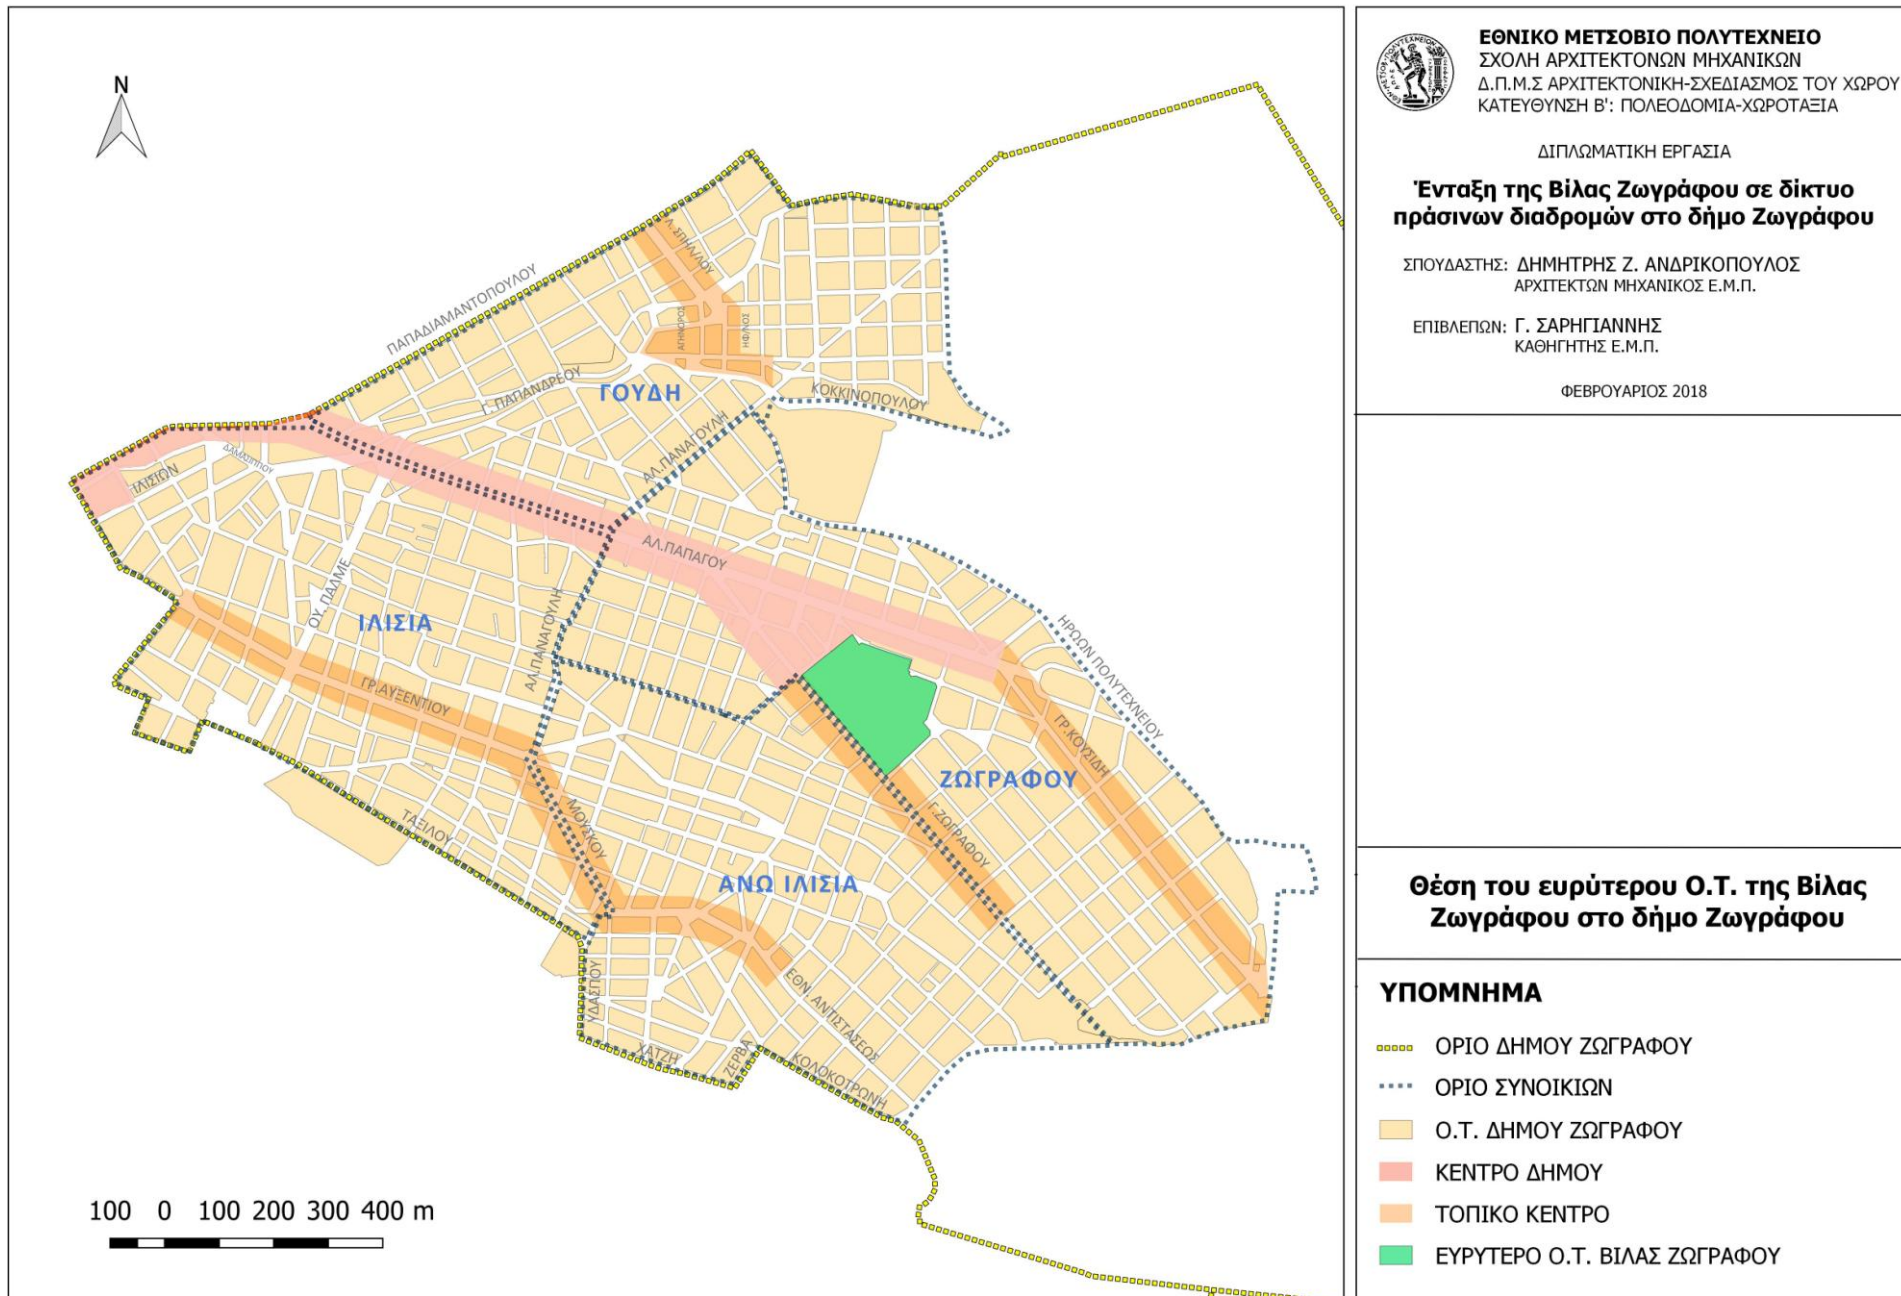 N
ΠΑΠΑΔΙΑΜΑΝΤΟΠΟΥΛΟΥ
Λ. ΣΠΗΛΙΟΥ
ΑΓΗΝΟΡΟΣ
ΗΦ/ΝΟΣ
Γ. ΠΑΠΑΝΔΡΕΟΥ
ΓΟΥΔΗ
ΚΟΚΚΙΝΟΠΟΥΛΟΥ
ΑΛ.ΠΑΝΑΓΟΥΛΗ
ΙΛΙΣΙΩΝ
ΑΛ.ΠΑΠΑΓΟΥ
ΟΥ. ΠΑΛΜΕ
ΙΛΙΣΙΑ
ΑΛ.ΠΑΝΑΓΟΥΛΗ
ΗΡΩΩΝ ΠΟΛΥΤΕΧΝΕΙΟΥ
ΓΡ.ΑΥΞΕΝΤΙΟΥ
ΓΡ.ΚΟΥΣΙΔΗ
ΖΩΓΡΑΦΟΥ
Γ.ΖΩΓΡΑΦΟΥ
ΤΑΞΙΛΟΥ
ΜΟΥΣΚΟΥ
ΑΝΩ ΙΛΙΣΙΑ
ΥΔΑΣΠΟΥ
ΕΘΝ. ΑΝΤΙΣΤΑΣΕΩΣ
ΧΑΤΖΗ
ΖΕΡΒΑ
ΚΟΛΟΚΟΤΡΩΝΗ
100 0 100 200 300 400 m
ΕΘΝΙΚΟ ΜΕΤΣΟΒΙΟ ΠΟΛΥΤΕΧΝΕΙΟ
ΣΧΟΛΗ ΑΡΧΙΤΕΚΤΟΝΩΝ ΜΗΧΑΝΙΚΩΝ
Δ.Π.Μ.Σ ΑΡΧΙΤΕΚΤΟΝΙΚΗ-ΣΧΕΔΙΑΣΜΟΣ ΤΟΥ ΧΩΡΟΥ
ΚΑΤΕΥΘΥΝΣΗ Β': ΠΟΛΕΟΔΟΜΙΑ-ΧΩΡΟΤΑΞΙΑ
ΔΙΠΛΩΜΑΤΙΚΗ ΕΡΓΑΣΙΑ
Ένταξη της Βίλας Ζωγράφου σε δίκτυο
πράσινων διαδρομών στο δήμο Ζωγράφου
ΣΠΟΥΔΑΣΤΗΣ: ΔΗΜΗΤΡΗΣ Ζ. ΑΝΔΡΙΚΟΠΟΥΛΟΣ
ΑΡΧΙΤΕΚΤΩΝ ΜΗΧΑΝΙΚΟΣ Ε.Μ.Π.
ΕΠΙΒΛΕΠΩΝ: Γ. ΣΑΡΗΓΙΑΝΝΗΣ
ΚΑΘΗΓΗΤΗΣ Ε.Μ.Π.
ΦΕΒΡΟΥΑΡΙΟΣ 2018
Θέση του ευρύτερου Ο.Τ. της Βίλας
Ζωγράφου στο δήμο Ζωγράφου
ΥΠΟΜΝΗΜΑ
ΟΡΙΟ ΔΗΜΟΥ ΖΩΓΡΑΦΟΥ
ΟΡΙΟ ΣΥΝΟΙΚΙΩΝ
Ο.Τ. ΔΗΜΟΥ ΖΩΓΡΑΦΟΥ
ΚΕΝΤΡΟ ΔΗΜΟΥ
ΤΟΠΙΚΟ ΚΕΝΤΡΟ
ΕΥΡΥΤΕΡΟ Ο.Τ. ΒΙΛΑΣ ΖΩΓΡΑΦΟΥ